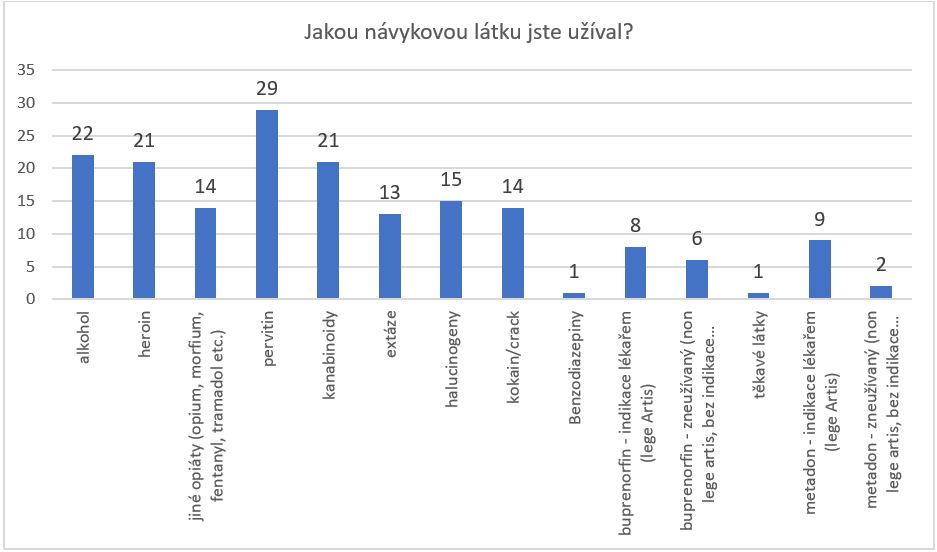 Jakou návykovou látku jste užíval?
35
30
25
20
15
10
5
0
22
21
14
29
21
13
15
14
1
8
6
1
9
2
alkohol
heroin
jiné opiáty (opium, morfium,
fentanyl, tramadol etc.)
pervitin
kanabinoidy
extáze
halucinogeny
kokain/crack
Benzodiazepiny
buprenorfin - indikace lékařem
(lege Artis)
buprenorfin - zneužívaný (non
lege artis, bez indikace...
těkavé látky
metadon - indikace lékařem
(lege Artis)
metadon - zneužívaný (non
lege artis, bez indikace...